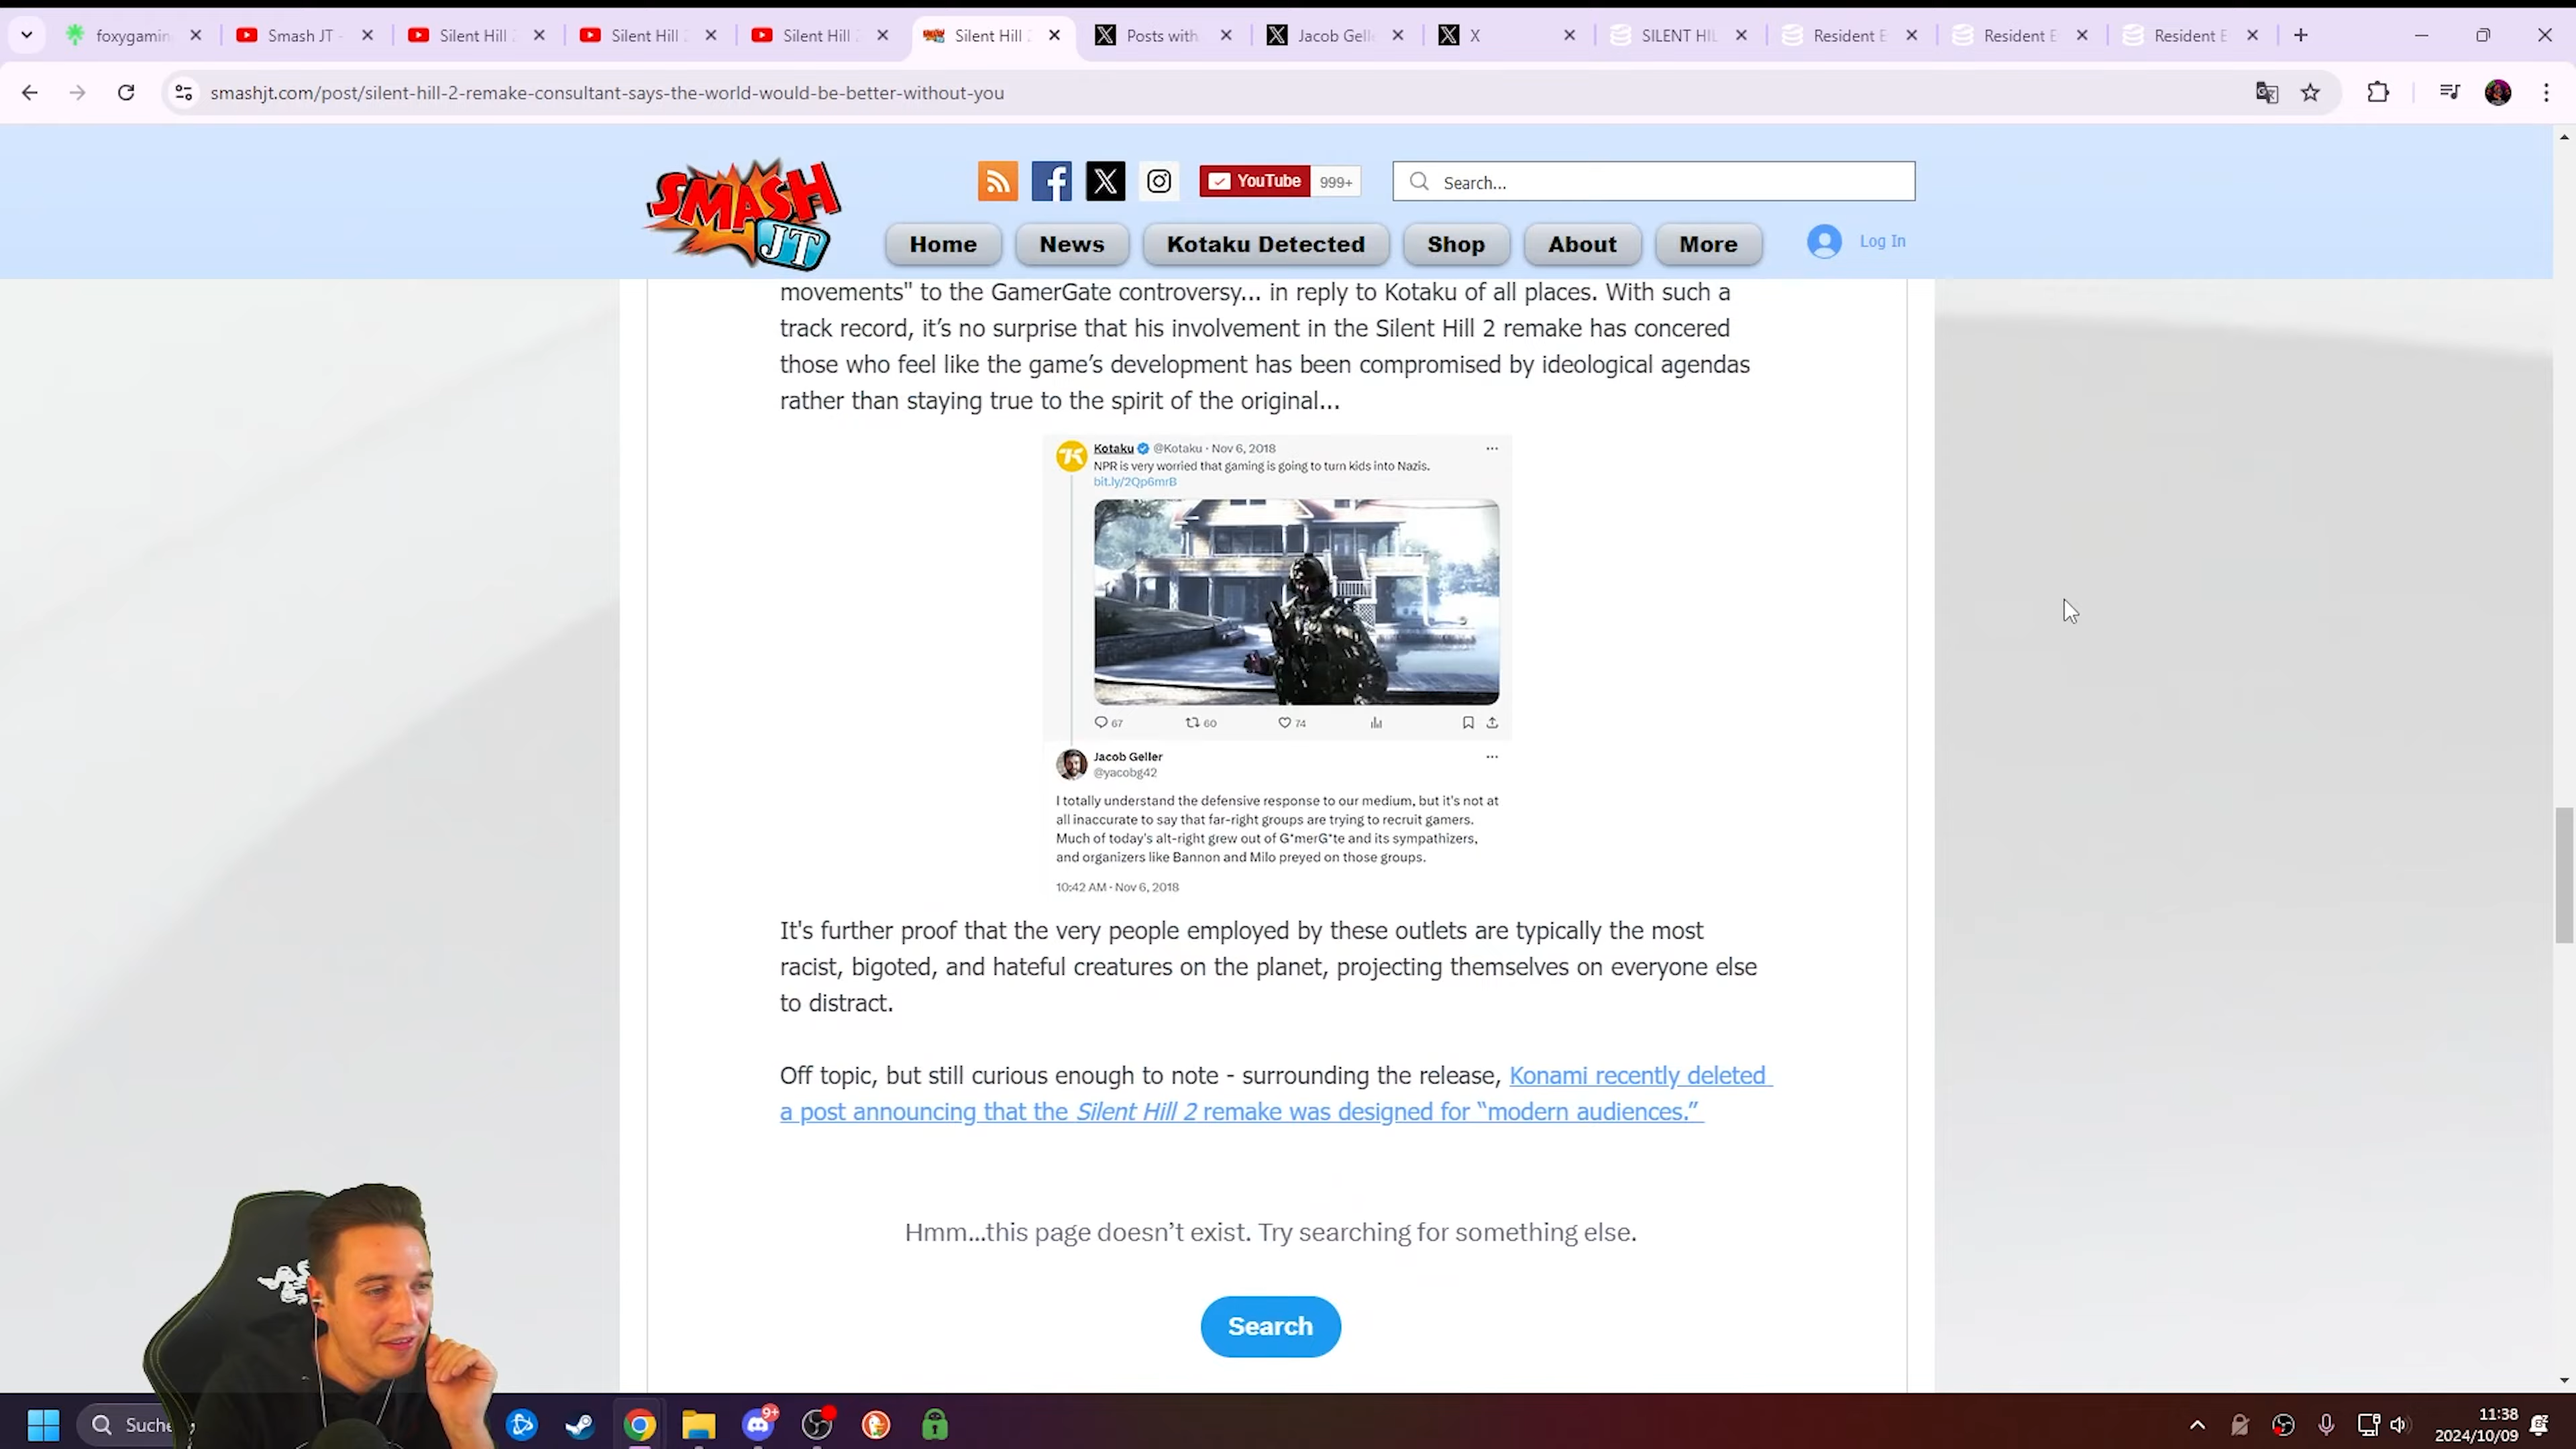 foxygamin
Smash JT -
Silent Hill 2
Silent Hill 2
Silent Hill 2
Silent Hill 2
Posts with
Jacob Gell
X
SILENT HIL
Resident E
Resident E
Resident E
smashjt.com/post/silent-hill-2-remake-consultant-says-the-world-would-be-better-without-you
SMASH
JT
YouTube
999+
Search...
Home
News
Kotaku Detected
Shop
About
More
Log In
movements" to the GamerGate controversy... in reply to Kotaku of all places. With such a
track record, it's no surprise that his involvement in the Silent Hill 2 remake has concered
those who feel like the game's development has been compromised by ideological agendas
rather than staying true to the spirit of the original...
Kotaku @Kotaku · Nov 6, 2018
NPR is very worried that gaming is going to turn kids into Nazis.
bit.ly/2Qp6mrB
67
60
74
Jacob Geller
@yacobg42
I totally understand the defensive response to our medium, but it's not at
all inaccurate to say that far-right groups are trying to recruit gamers.
Much of today's alt-right grew out of G*merG*te and its sympathizers,
and organizers like Bannon and Milo preyed on those groups.
10:42 AM · Nov 6, 2018
It's further proof that the very people employed by these outlets are typically the most
racist, bigoted, and hateful creatures on the planet, projecting themselves on everyone else
to distract.
Off topic, but still curious enough to note - surrounding the release, Konami recently deleted
a post announcing that the Silent Hill 2 remake was designed for “modern audiences.”
Hmm...this page doesn’t exist. Try searching for something else.
Search
Suche
9+
11:38
2024/10/09